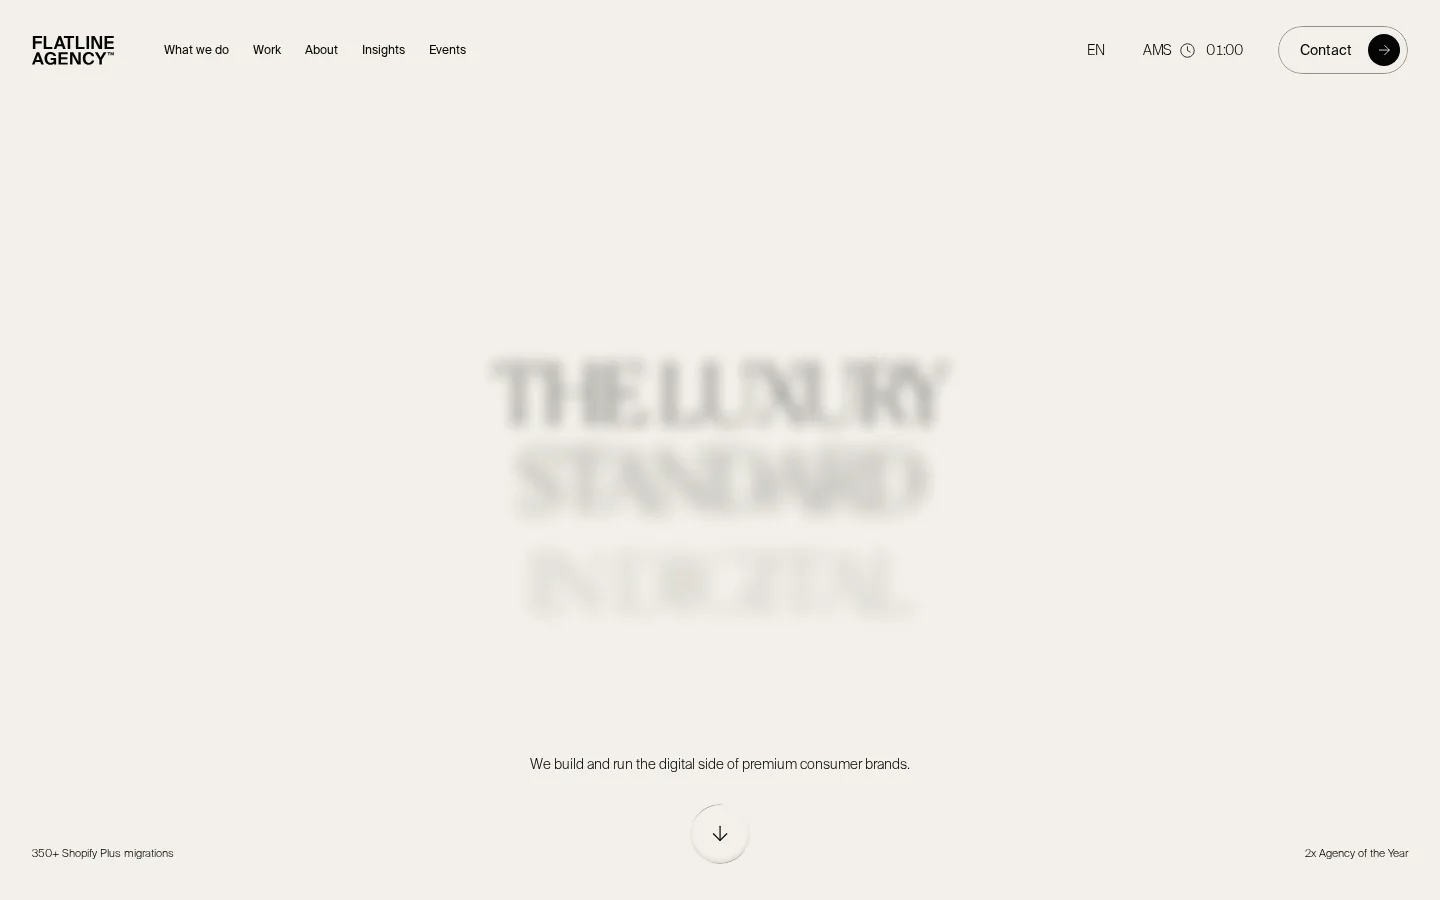 FLATLINE
AGENCY™
What we do
Work
About
Insights
Events
EN
AMS 01:00
Contact
THE LUXURY
STANDARD
IN DIGITAL.
We build and run the digital side of premium consumer brands.
350+ Shopify Plus migrations
2x Agency of the Year